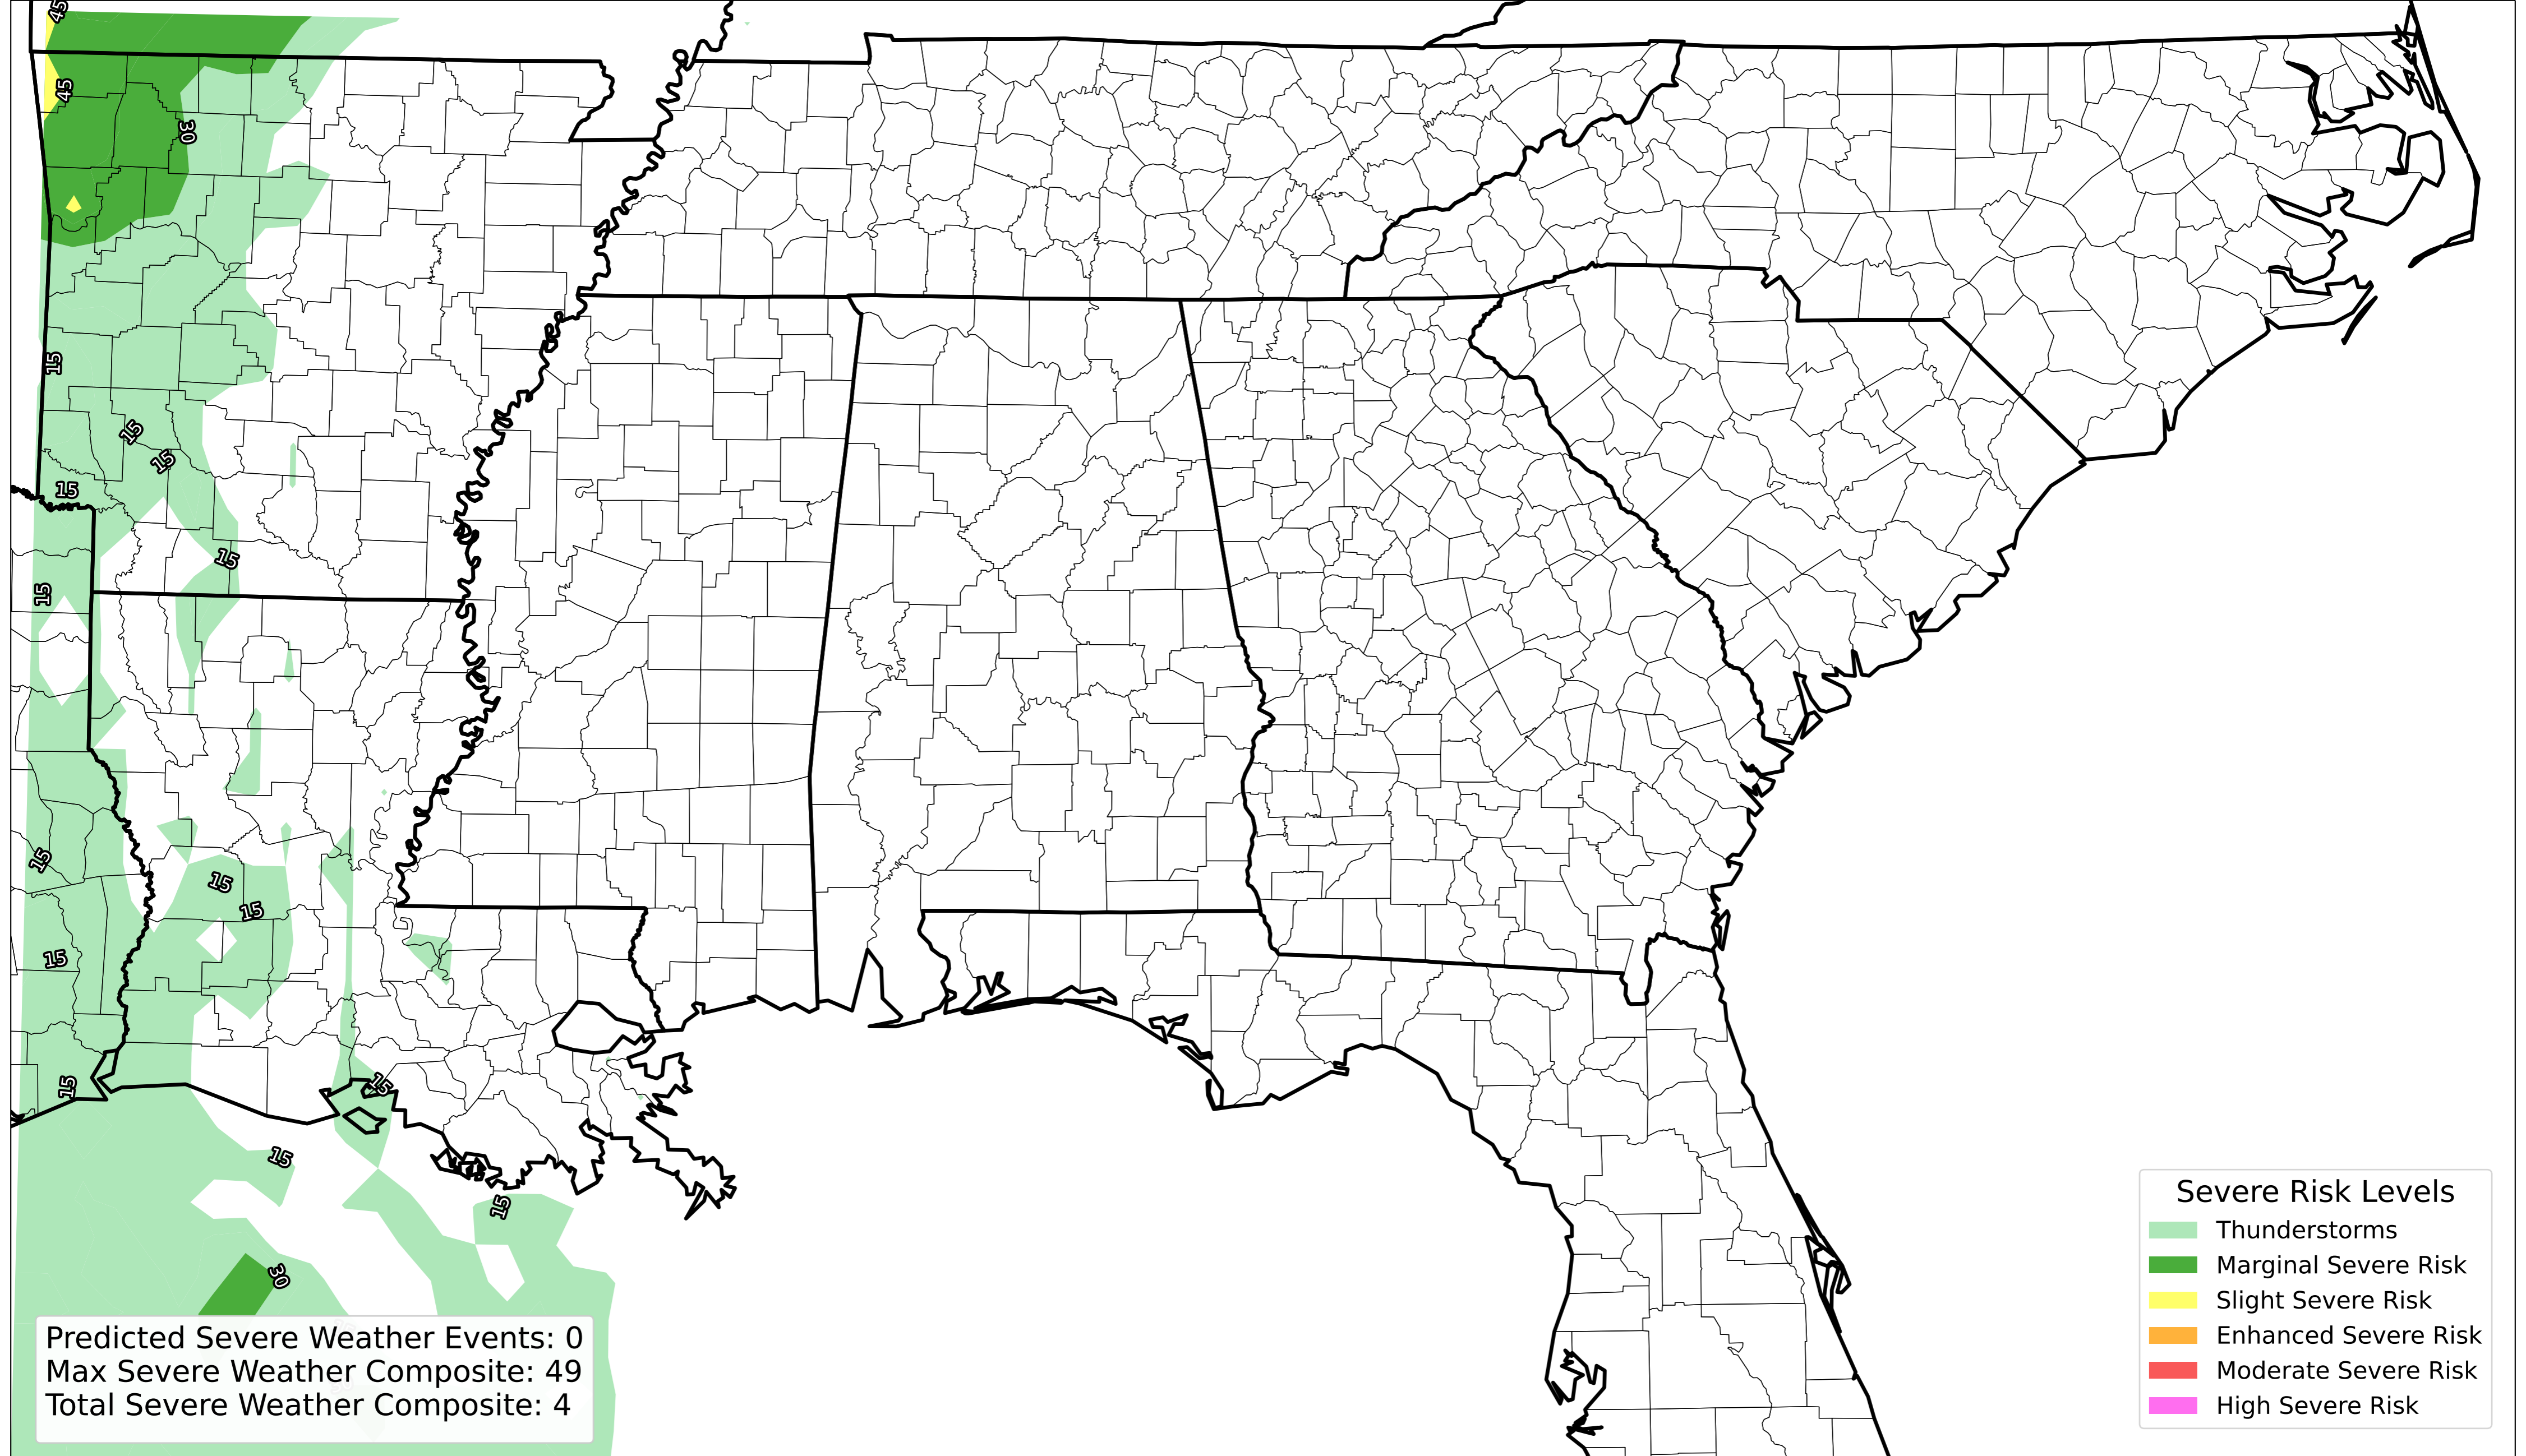 45
45
30
15
15
15
15
15
15
15
15
15
15
15
15
15
15
30
Severe Risk Levels
Thunderstorms
Marginal Severe Risk
Slight Severe Risk
Enhanced Severe Risk
Moderate Severe Risk
High Severe Risk
Predicted Severe Weather Events: 0
Max Severe Weather Composite: 49
Total Severe Weather Composite: 4